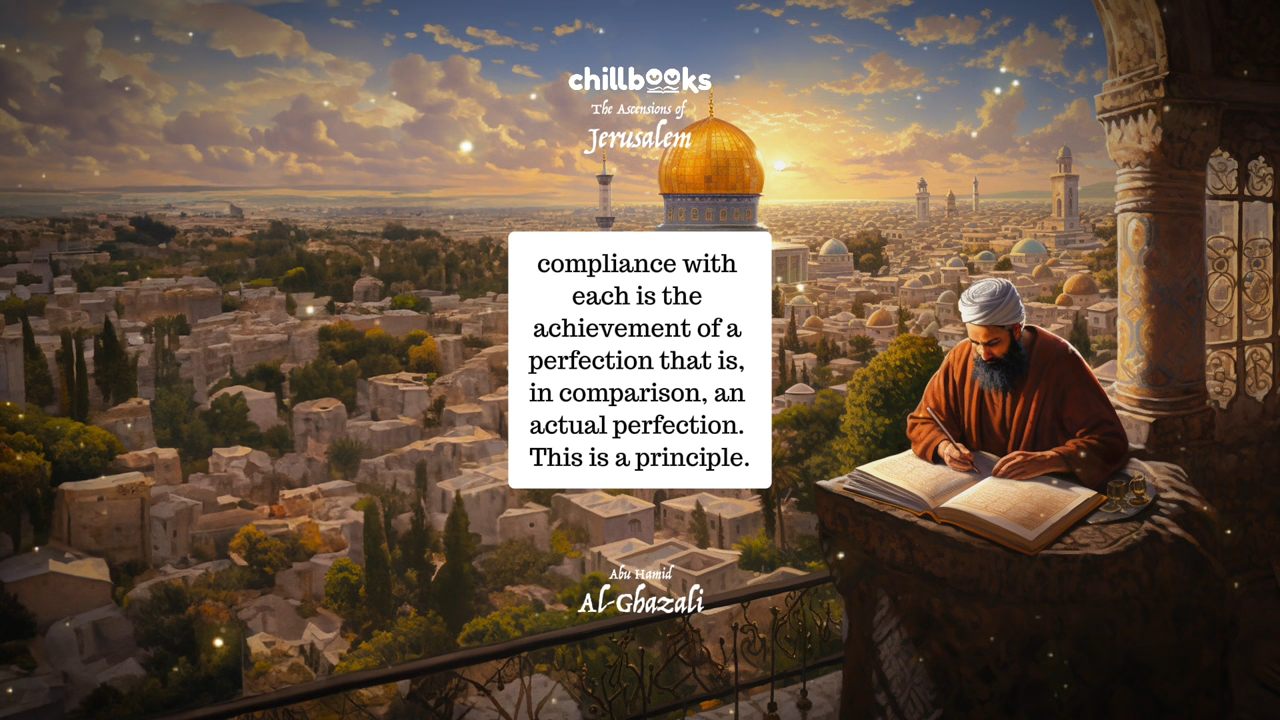 chillbooks
The Ascensions of
Jerusalem
compliance with
each is the
achievement of a
perfection that is,
in comparison, an
actual perfection.
This is a principle.
Abu Hamid
Al-Ghazali